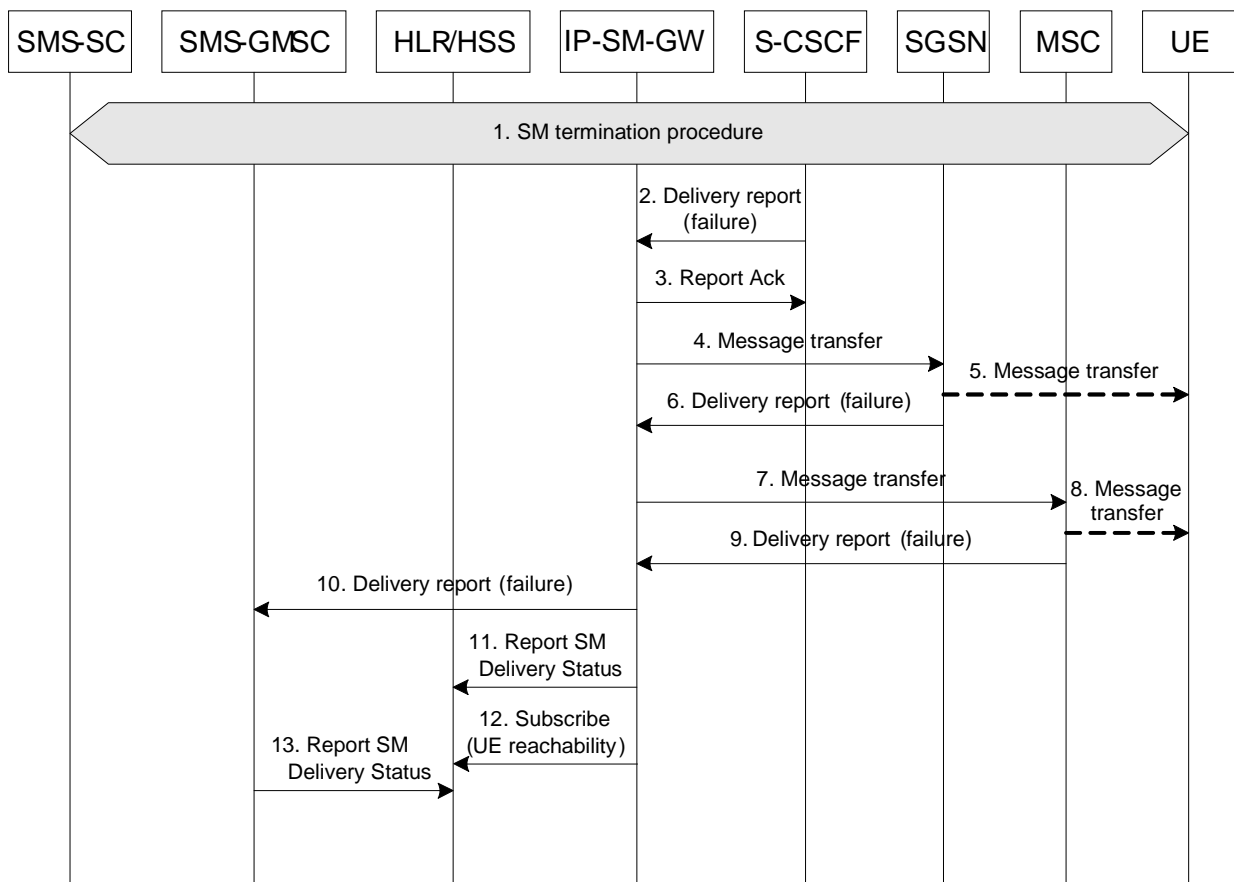 SMS-SC
SMS-GMSC
HLR/HSS
IP-SM-GW
S-CSCF
SGSN
MSC
UE
1. SM termination procedure
2. Delivery report
(failure)
3. Report Ack
4. Message transfer
5. Message transfer
6. Delivery report (failure)
7. Message transfer
8. Message
transfer
9. Delivery report (failure)
10. Delivery report (failure)
11. Report SM
Delivery Status
12. Subscribe
(UE reachability)
13. Report SM
Delivery Status